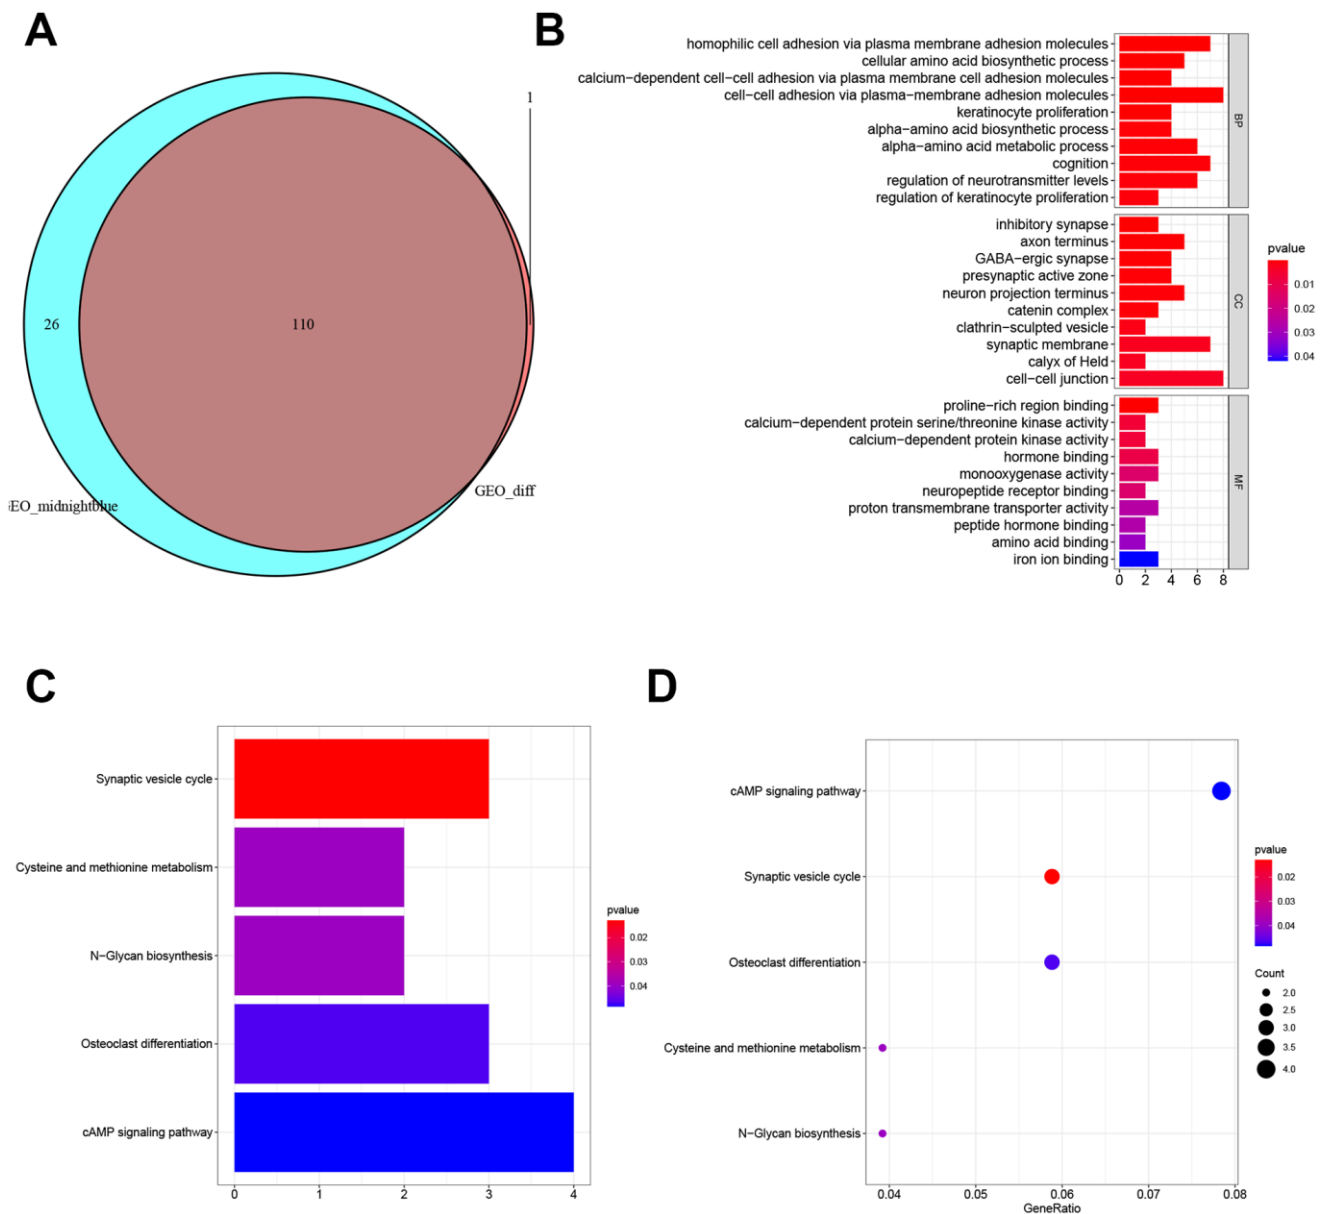 A
1
26
110
EO_midnightblue
GEO_diff
B
homophilic cell adhesion via plasma membrane adhesion molecules
cellular amino acid biosynthetic process
calcium−dependent cell−cell adhesion via plasma membrane cell adhesion molecules
cell−cell adhesion via plasma−membrane adhesion molecules
keratinocyte proliferation
alpha−amino acid biosynthetic process
alpha−amino acid metabolic process
cognition
regulation of neurotransmitter levels
regulation of keratinocyte proliferation
BP
inhibitory synapse
axon terminus
GABA−ergic synapse
presynaptic active zone
neuron projection terminus
catenin complex
clathrin−sculpted vesicle
synaptic membrane
calyx of Held
cell−cell junction
CC
proline−rich region binding
calcium−dependent protein serine/threonine kinase activity
calcium−dependent protein kinase activity
hormone binding
monooxygenase activity
neuropeptide receptor binding
proton transmembrane transporter activity
peptide hormone binding
amino acid binding
iron ion binding
MF
0 2 4 6 8
pvalue
0.01
0.02
0.03
0.04
C
Synaptic vesicle cycle
Cysteine and methionine metabolism
N−Glycan biosynthesis
Osteoclast differentiation
cAMP signaling pathway
0 1 2 3 4
pvalue
0.02
0.03
0.04
D
cAMP signaling pathway
Synaptic vesicle cycle
Osteoclast differentiation
Cysteine and methionine metabolism
N−Glycan biosynthesis
0.04 0.05 0.06 0.07 0.08
GeneRatio
pvalue
0.02
0.03
0.04
Count
2.0
2.5
3.0
3.5
4.0